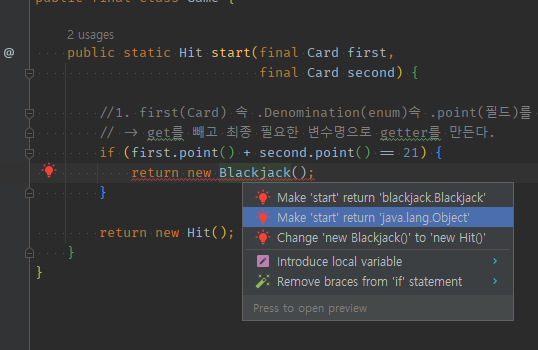 public final class Game {
2 usages
@
public static Hit start(final Card first,
final Card second) {
//1. first(Card) 속 .Denomination(enum)속 .point(필드)를
// -> get를 빼고 최종 필요한 변수명으로 getter를 만든다.
if (first.point() + second.point() == 21) {
return new Blackjack();
}
Make 'start' return 'blackjack.Blackjack'
Make 'start' return 'java.lang.Object'
return new Hit();
Change 'new Blackjack()' to 'new Hit()'
}
Introduce local variable
}
Remove braces from 'if' statement
Press to open preview